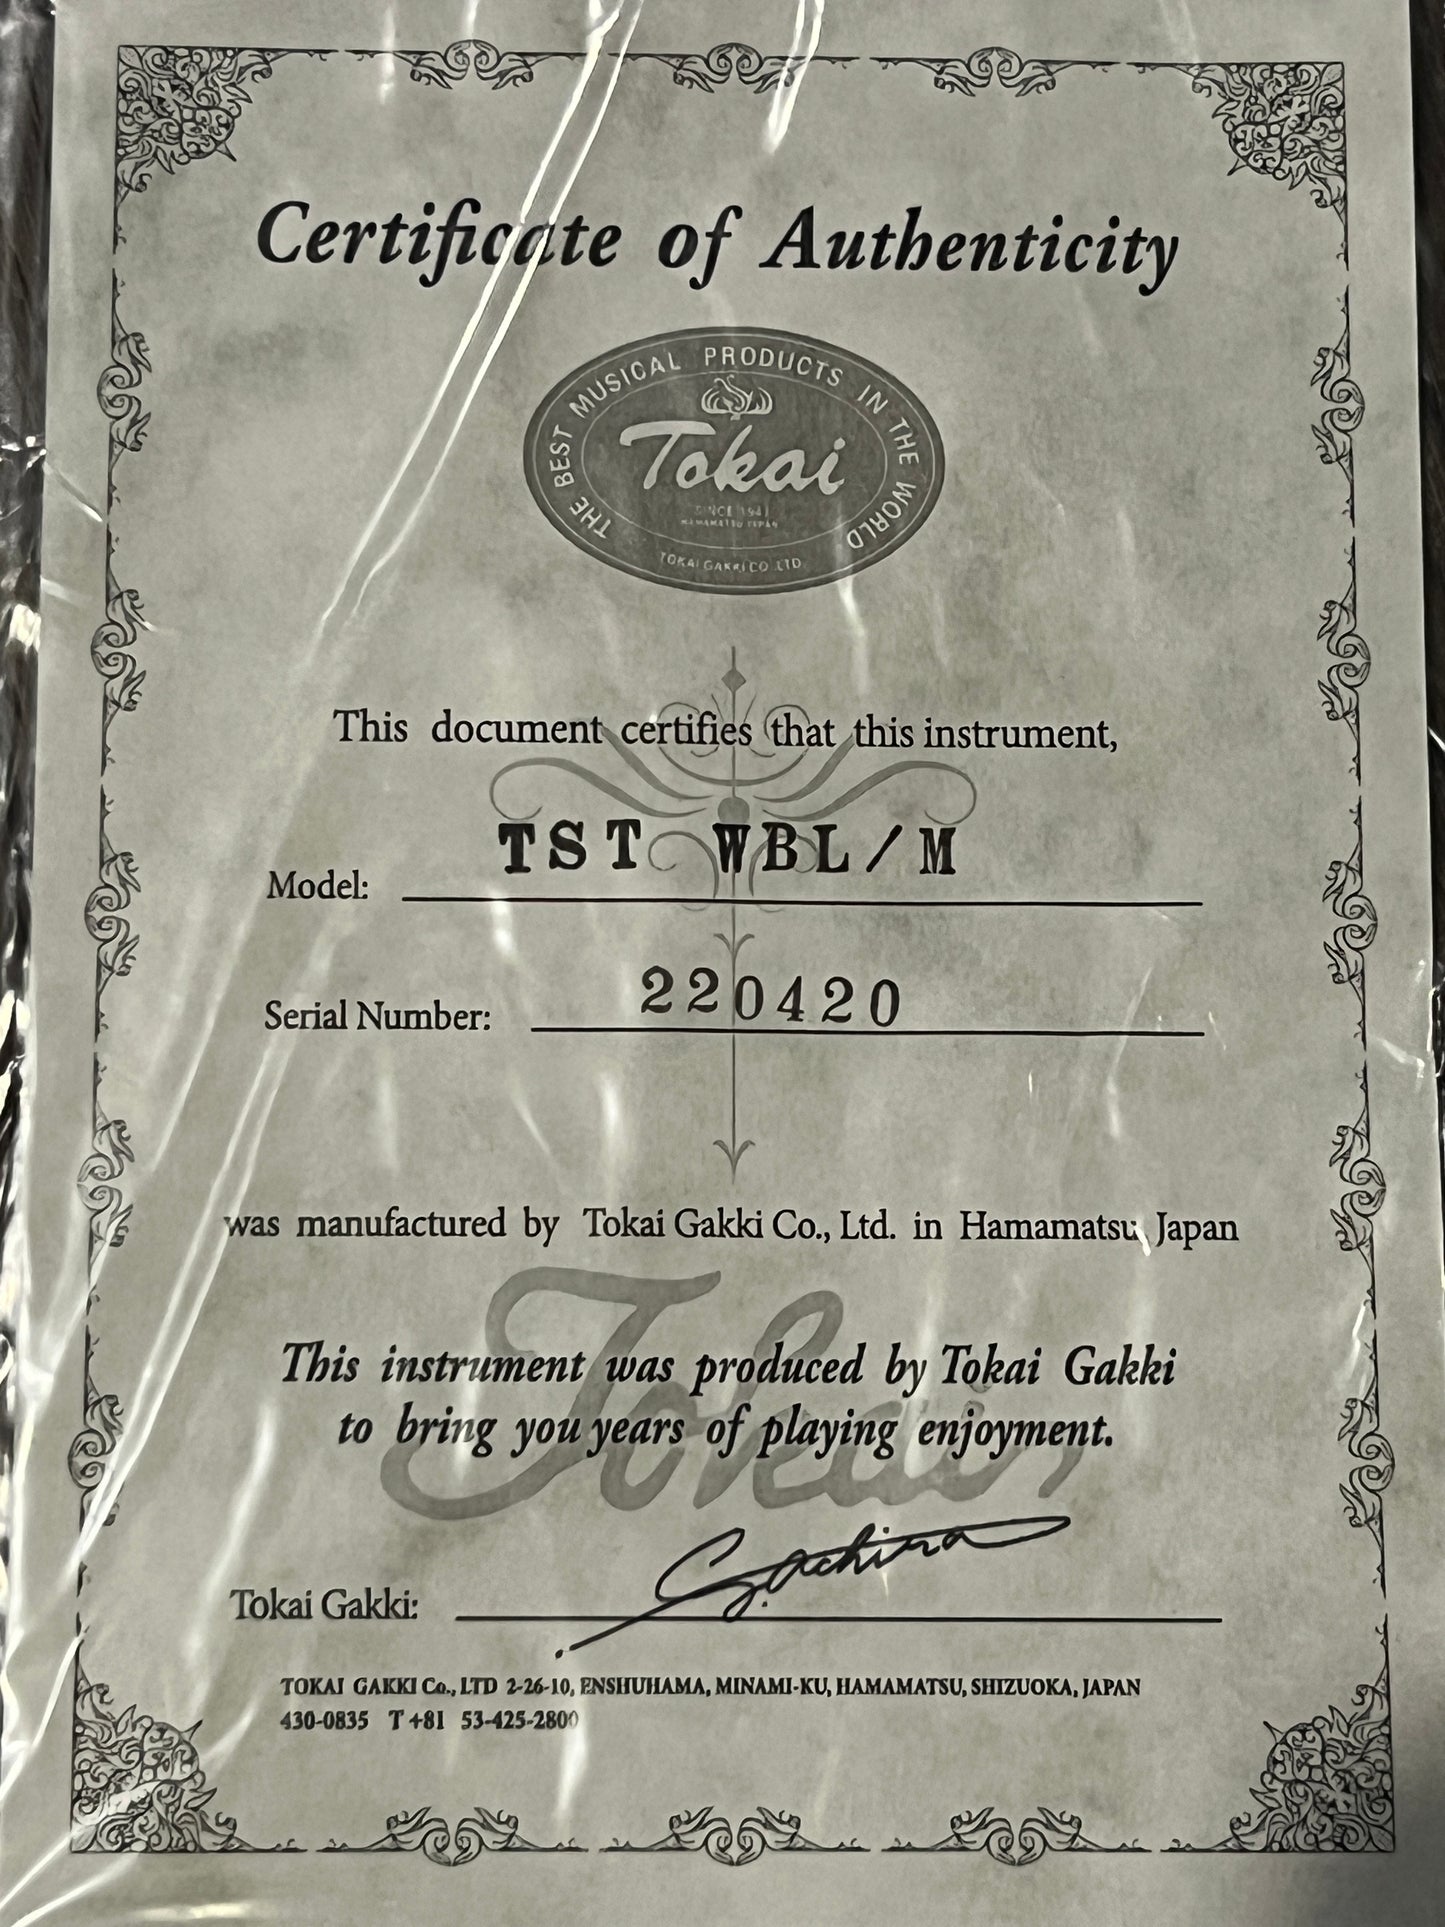 Certificate of Authenticity
THE BEST MUSICAL PRODUCTS IN THE WORLD
Tokai
SINCE 1947
HAMAMATSU JAPAN
TOKAI GAKKI CO.,LTD.
This document certifies that this instrument,
Model: TST WBL/M
Serial Number: 220420
was manufactured by Tokai Gakki Co., Ltd. in Hamamatsu, Japan
Tokai
This instrument was produced by Tokai Gakki
to bring you years of playing enjoyment.
Tokai Gakki:
TOKAI GAKKI Co., LTD 2-26-10, ENSHUHAMA, MINAMI-KU, HAMAMATSU, SHIZUOKA, JAPAN
430-0835 T +81 53-425-2800